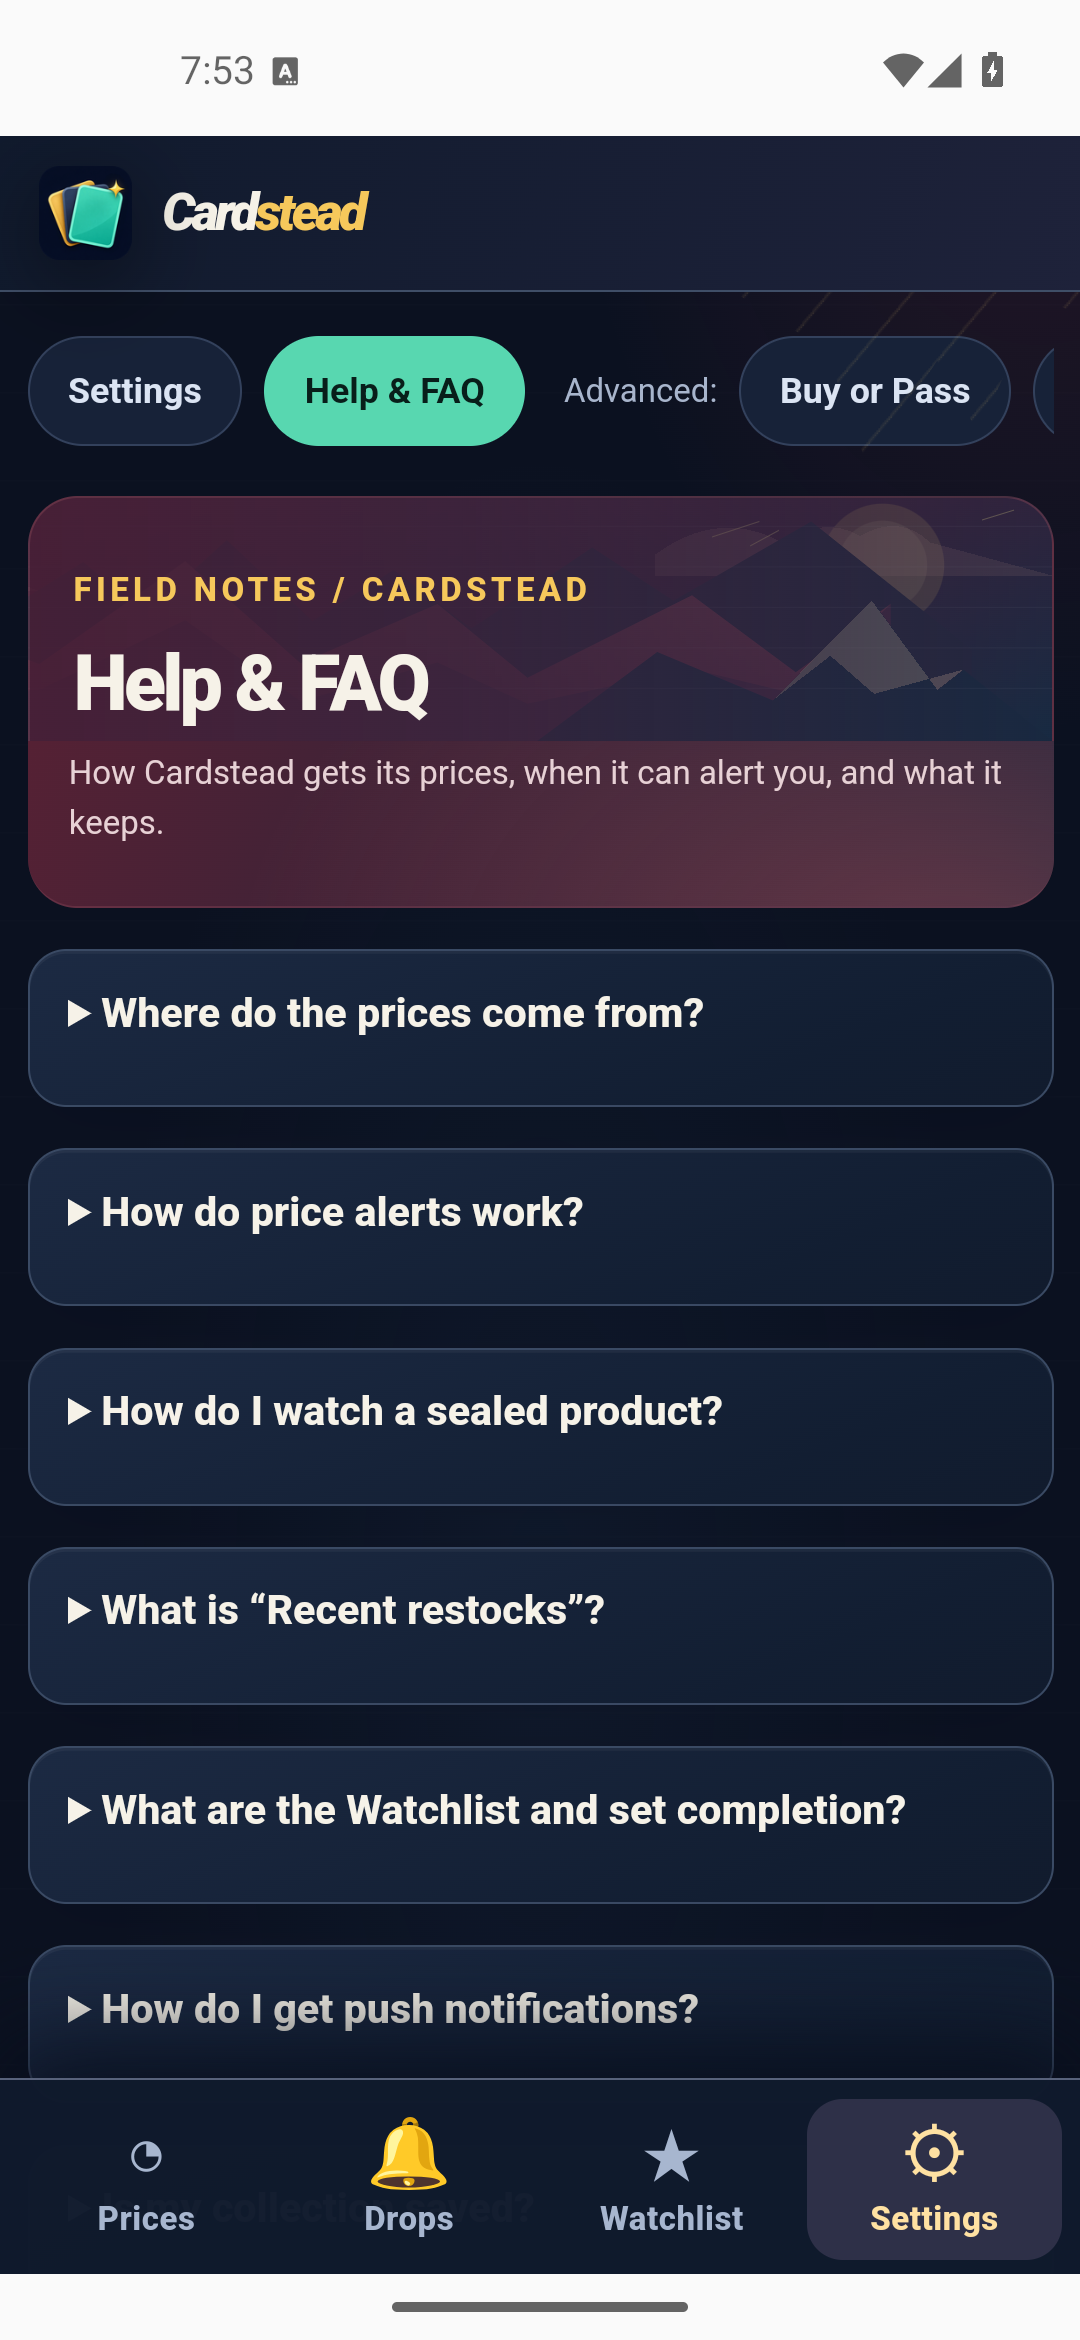 7:53
Cardstead
Settings
Help & FAQ
Advanced:
Buy or Pass
FIELD NOTES / CARDSTEAD
Help & FAQ
How Cardstead gets its prices, when it can alert you, and what it
keeps.
Where do the prices come from?
How do price alerts work?
How do I watch a sealed product?
What is “Recent restocks”?
What are the Watchlist and set completion?
How do I get push notifications?
my collection saved?
Prices
Drops
Watchlist
Settings